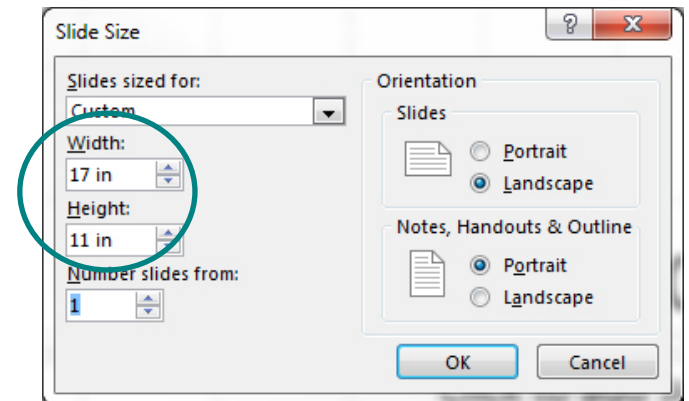 Slide Size
?
X
Slides sized for:
Custom
Width:
17 in
Height:
11 in
Number slides from:
1
Orientation
Slides
Portrait
Landscape
Notes, Handouts & Outline
Portrait
Landscape
OK
Cancel